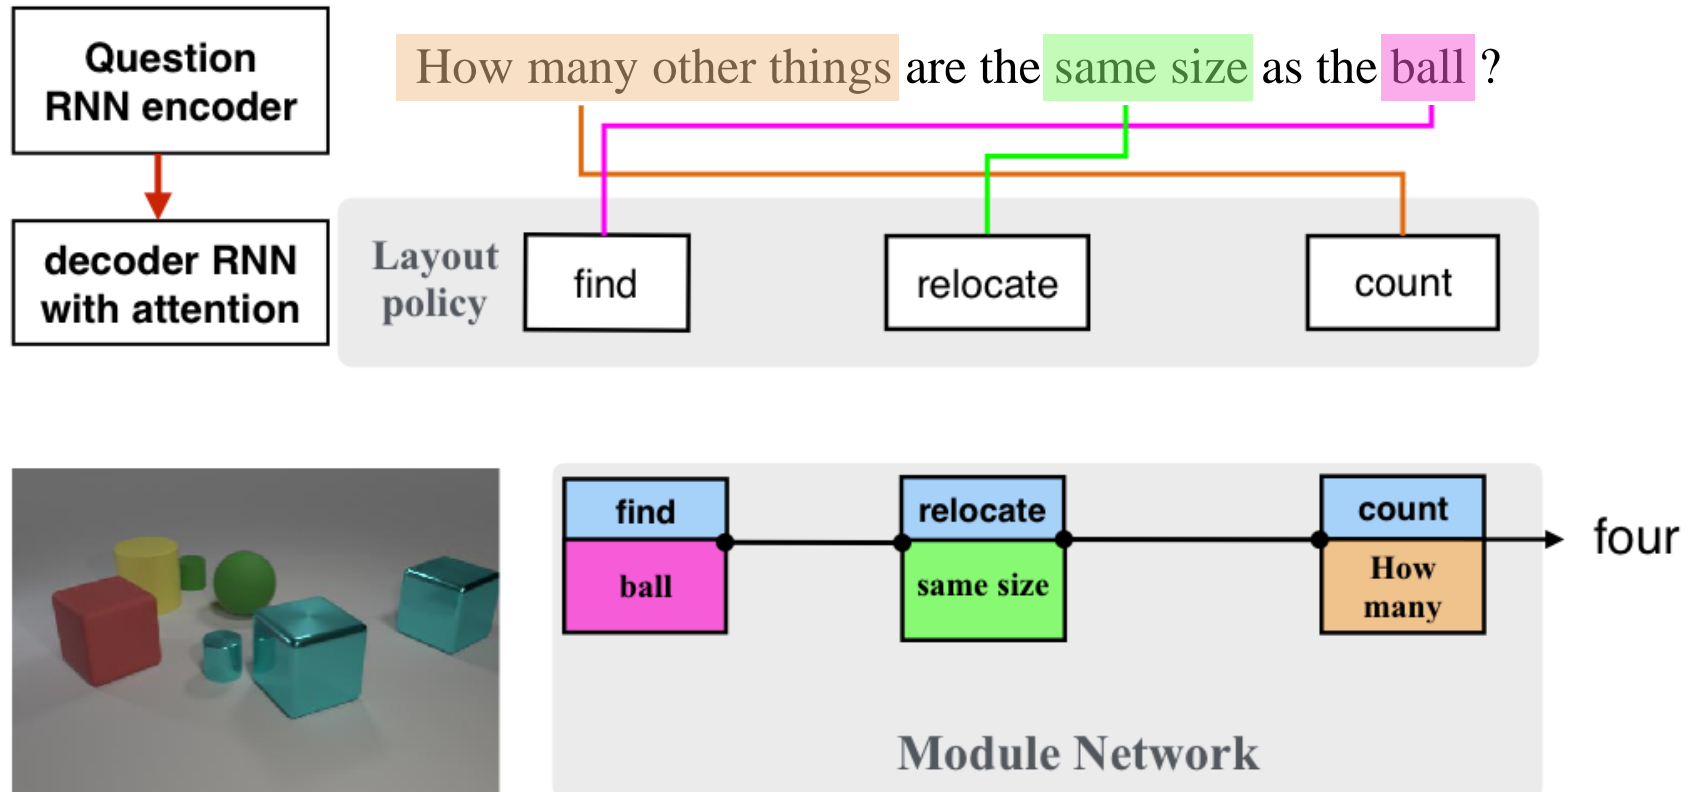 Question
RNN encoder
How many other things are the same size as the ball ?
decoder RNN
with attention
Layout
policy
find
relocate
count
find
ball
relocate
same size
count
How
many
four
Module Network